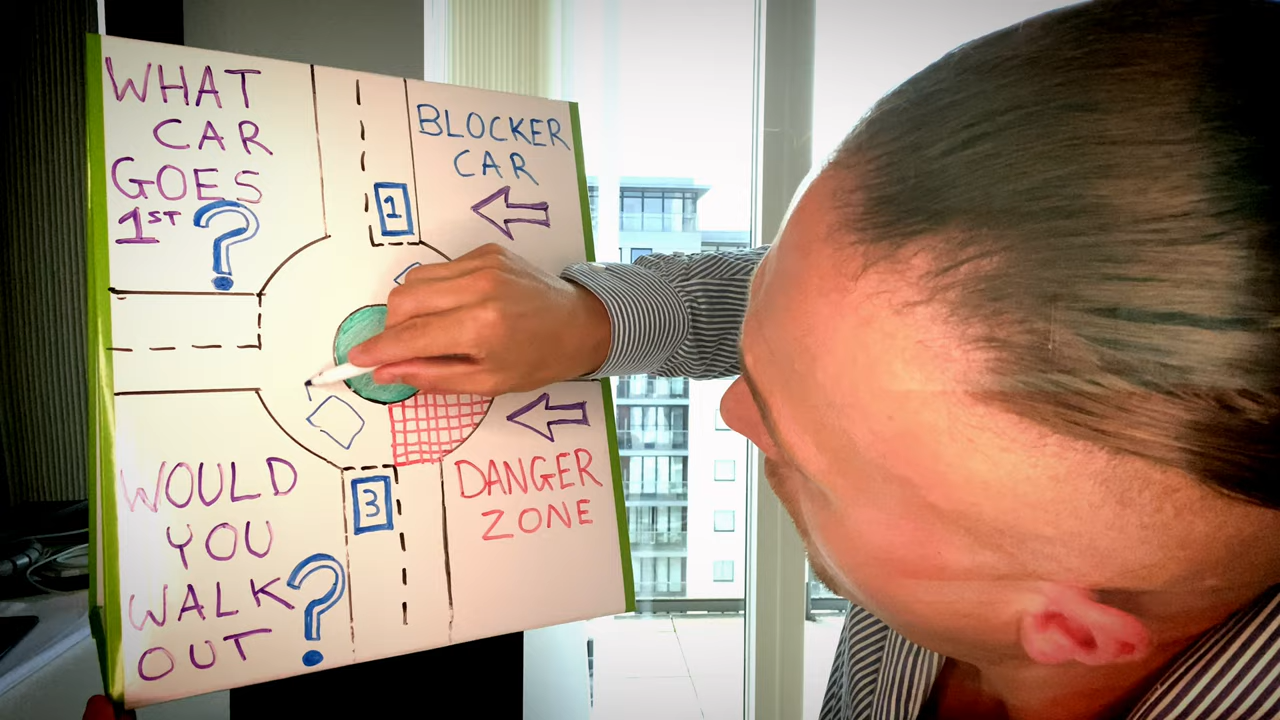 WHAT
CAR
GOES
1ST ?
BLOCKER
CAR
1
3
DANGER
ZONE
WOULD
YOU
WALK
OUT ?